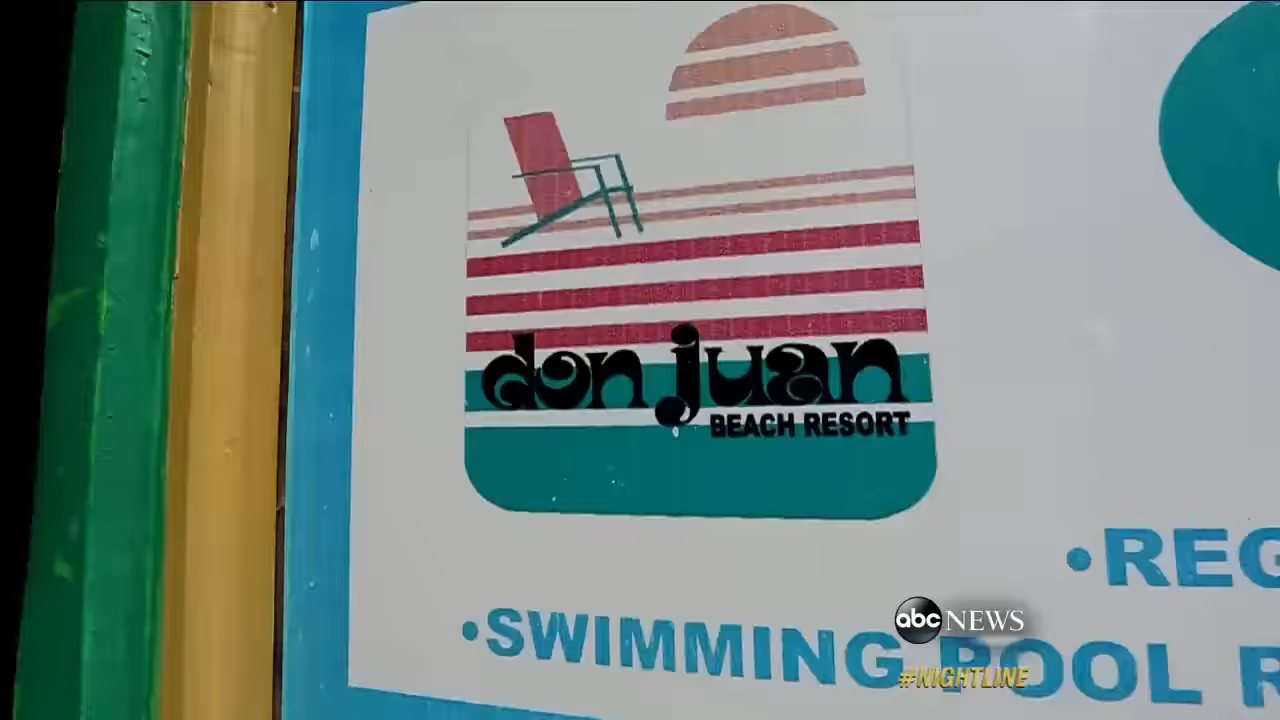 don juan
BEACH RESORT
•REG
•SWIMMING POOL R
abc NEWS
#NIGHTLINE